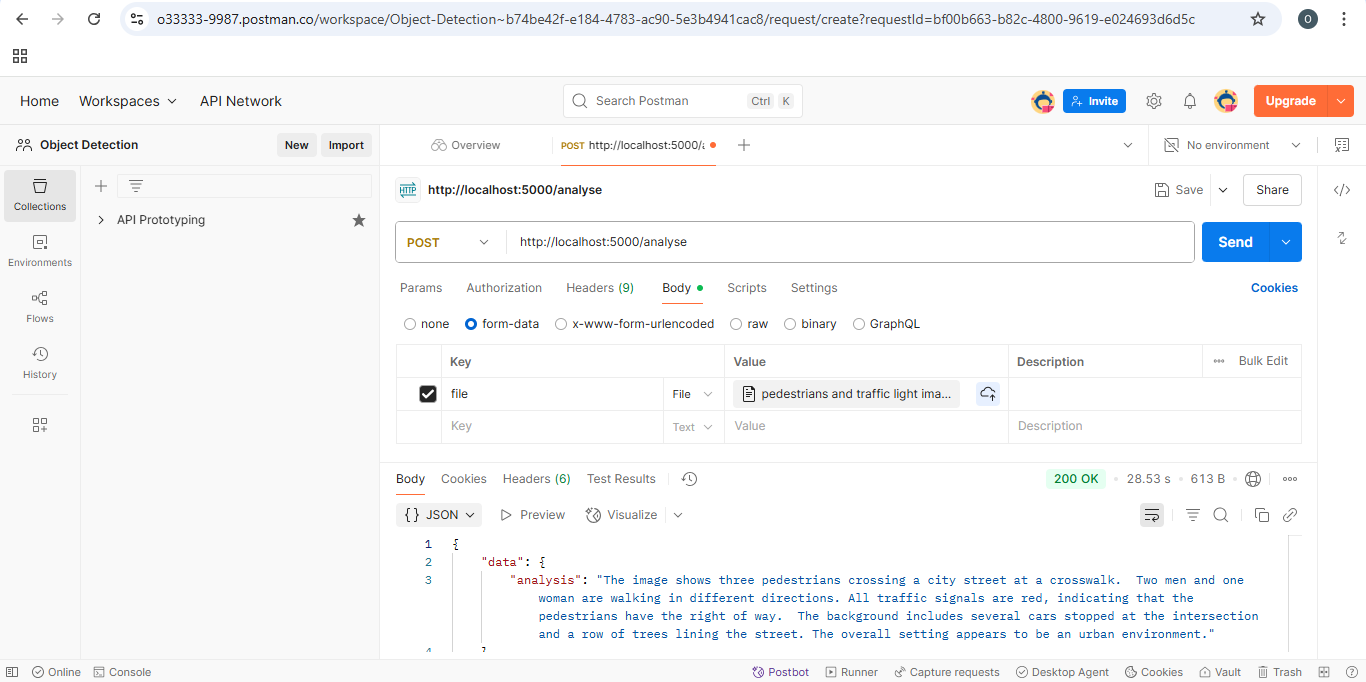 o33333-9987.postman.co/workspace/Object-Detection~b74be42f-e184-4783-ac90-5e3b4941cac8/request/create?requestId=bf00b663-b82c-4800-9619-e024693d6d5c
O
Home Workspaces API Network
Search Postman Ctrl K
Invite
Upgrade
Object Detection New Import
Overview POST http://localhost:5000/a
No environment
Collections
Environments
Flows
History
API Prototyping
HTTP http://localhost:5000/analyse
Save Share
POST http://localhost:5000/analyse
Send
Params Authorization Headers (9) Body Scripts Settings Cookies
none form-data x-www-form-urlencoded raw binary GraphQL
Key Value Description Bulk Edit
file File pedestrians and traffic light ima...
Key Text Value Description
Body Cookies Headers (6) Test Results 200 OK 28.53 s 613 B
{} JSON Preview Visualize
1 {
2 "data": {
3 "analysis": "The image shows three pedestrians crossing a city street at a crosswalk.  Two men and one
woman are walking in different directions. All traffic signals are red, indicating that the
pedestrians have the right of way.  The background includes several cars stopped at the intersection
and a row of trees lining the street. The overall setting appears to be an urban environment."
4 }
Online Console Postbot Runner Capture requests Desktop Agent Cookies Vault Trash